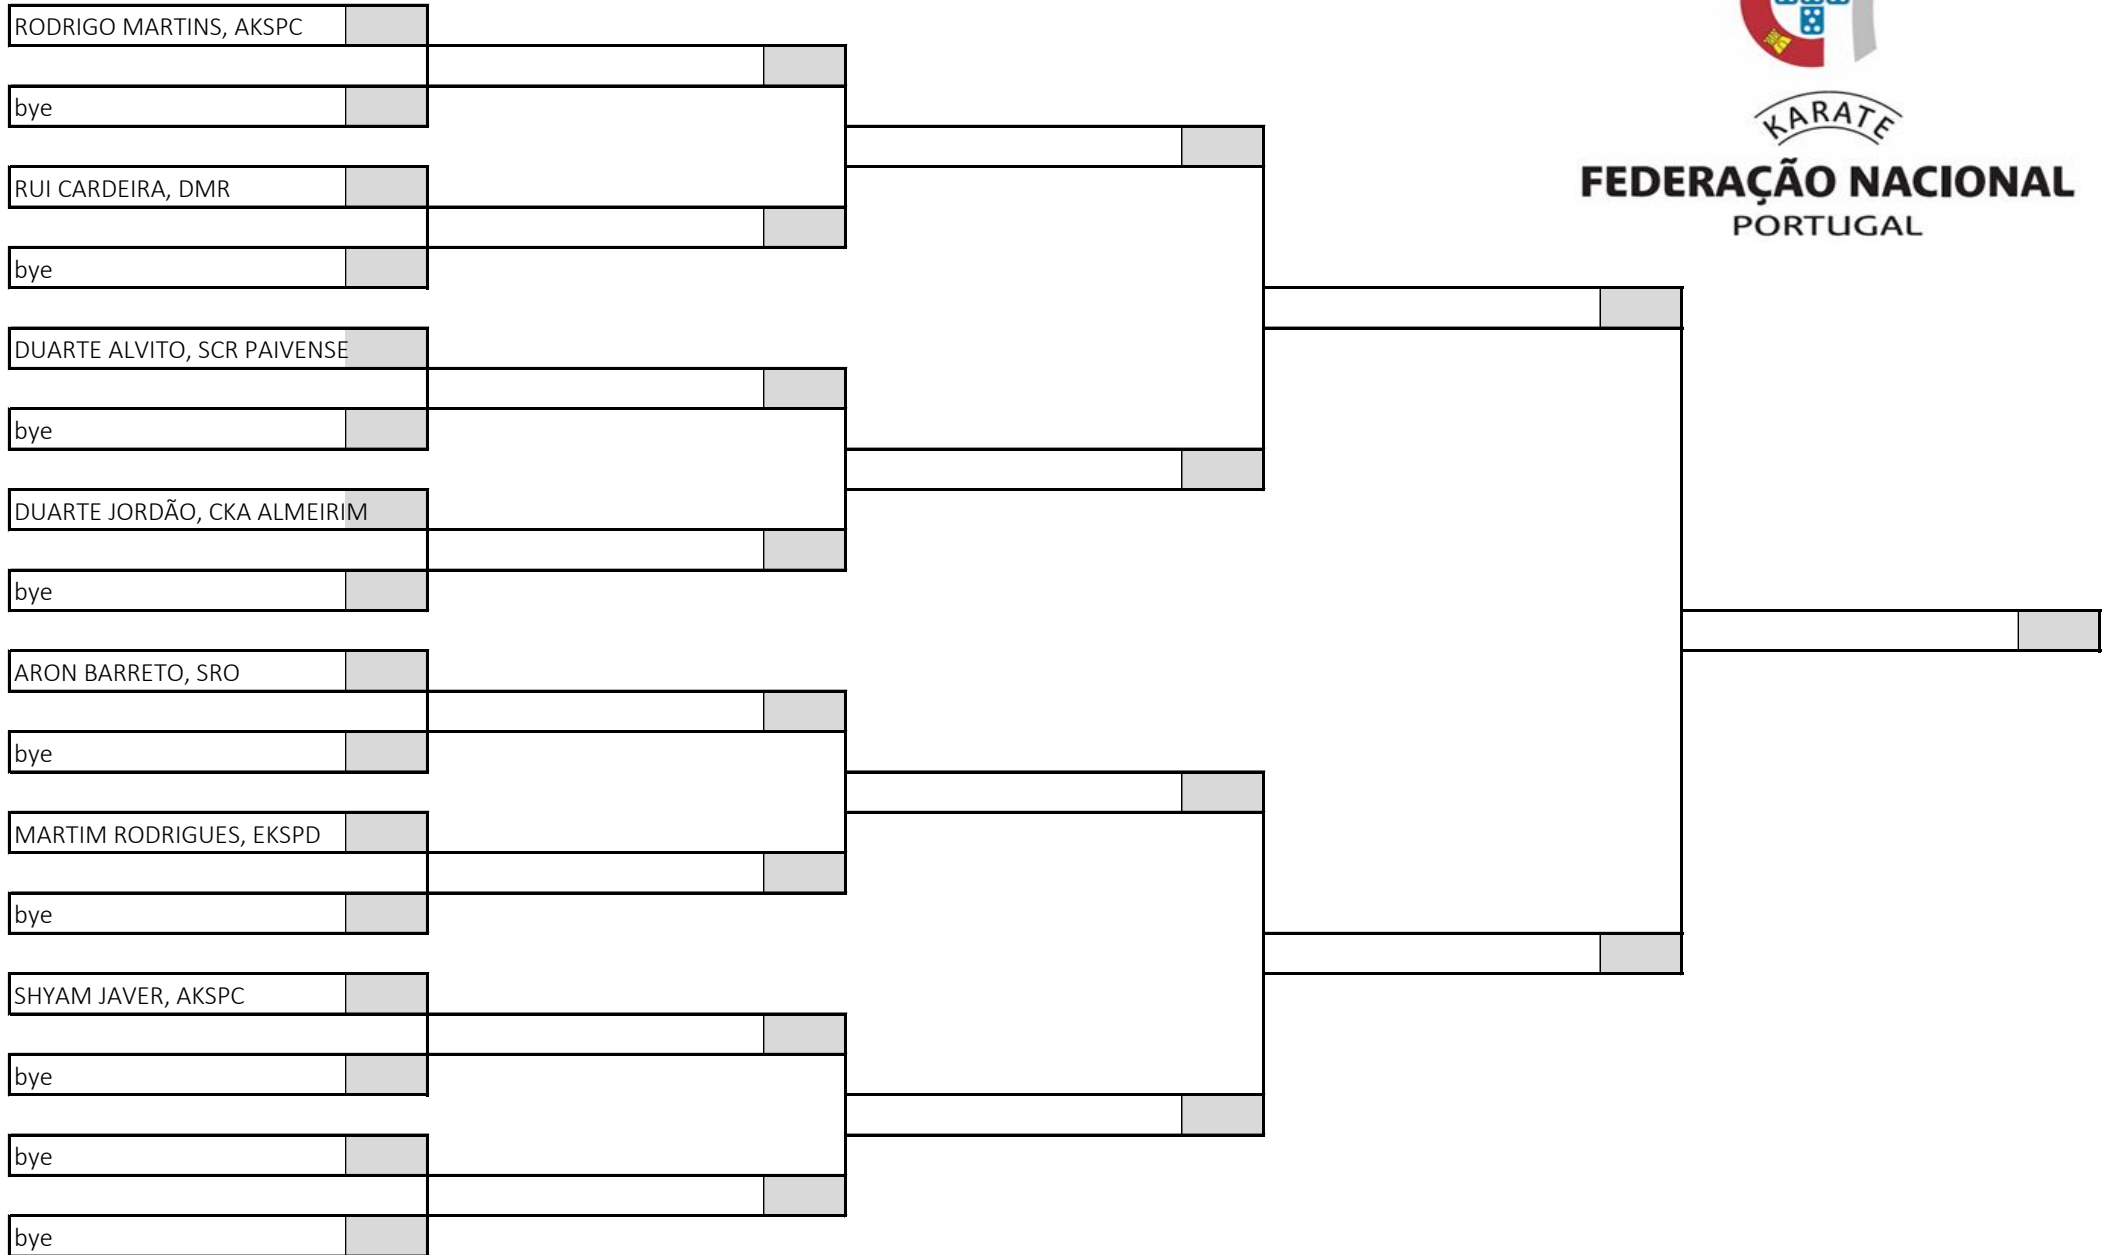 RODRIGO MARTINS, AKSPC
bye
RUI CARDEIRA, DMR
bye
DUARTE ALVITO, SCR PAIVENSE
bye
DUARTE JORDÃO, CKA ALMEIRIM
bye
ARON BARRETO, SRO
bye
MARTIM RODRIGUES, EKSPD
bye
SHYAM JAVER, AKSPC
bye
bye
bye
KARATE
FEDERAÇÃO NACIONAL
PORTUGAL